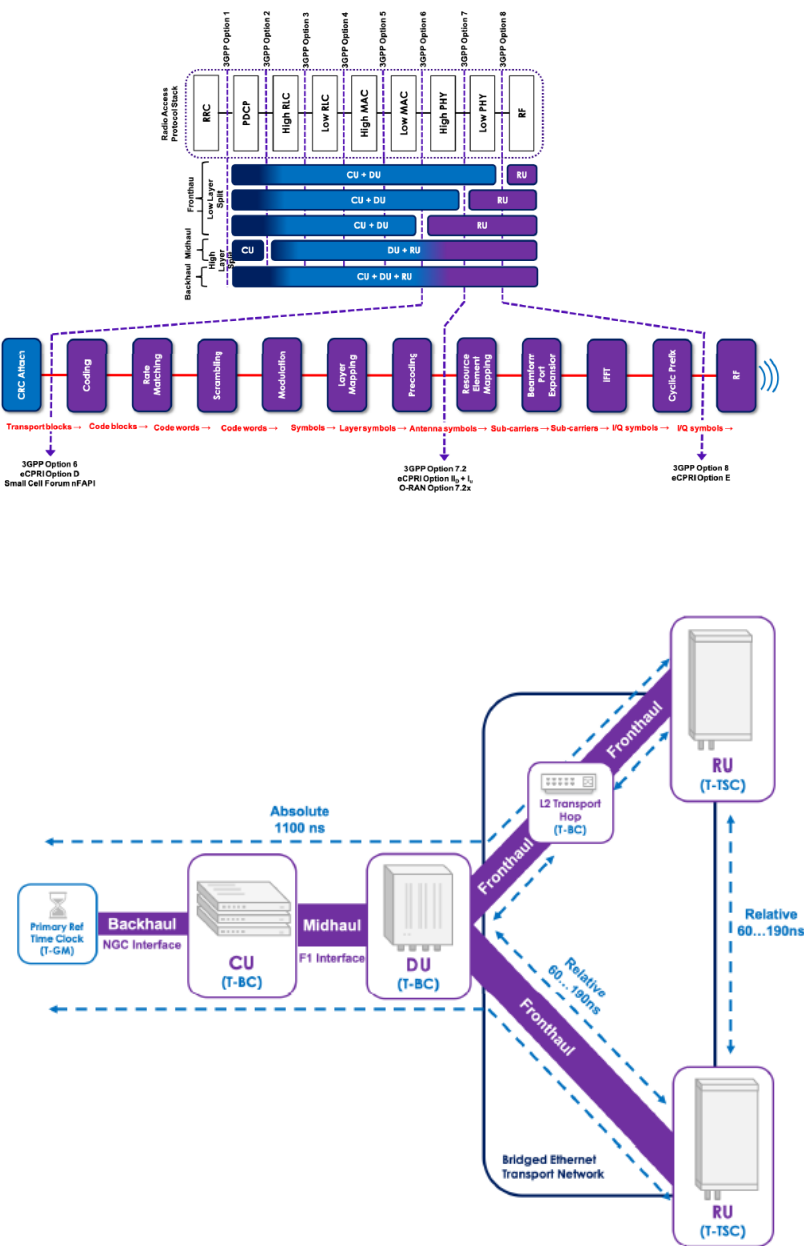 3GPP Option 1
3GPP Option 2
3GPP Option 3
3GPP Option 4
3GPP Option 5
3GPP Option 6
3GPP Option 7
3GPP Option 8
Radio Access
Protocol Stack
RRC
PDCP
High RLC
Low RLC
High MAC
Low MAC
High PHY
Low PHY
RF
Fronthaul
Low Layer
Split
CU + DU
RU
CU + DU
RU
CU + DU
RU
Midhaul
High
Layer
Split
CU
DU + RU
Backhaul
CU + DU + RU
CRC Attach
Coding
Rate
Matching
Scrambling
Modulation
Layer
Mapping
Precoding
Resource
Element
Mapping
Beamform
Port
Expansion
IFFT
Cyclic Prefix
RF
Transport blocks → Code blocks → Code words → Code words → Symbols → Layer symbols → Antenna symbols → Sub-carriers → Sub-carriers → I/Q symbols → I/Q symbols →
3GPP Option 6
eCPRI Option D
Small Cell Forum nFAPI
3GPP Option 7.2
eCPRI Option II_D + I_U
O-RAN Option 7.2x
3GPP Option 8
eCPRI Option E
Fronthaul
RU
(T-TSC)
L2 Transport
Hop
(T-BC)
Absolute
1100 ns
Fronthaul
Primary Ref
Time Clock
(T-GM)
Backhaul
NGC Interface
CU
(T-BC)
Midhaul
F1 Interface
DU
(T-BC)
Relative
60...190ns
Relative
60...190ns
Fronthaul
Bridged Ethernet
Transport Network
RU
(T-TSC)